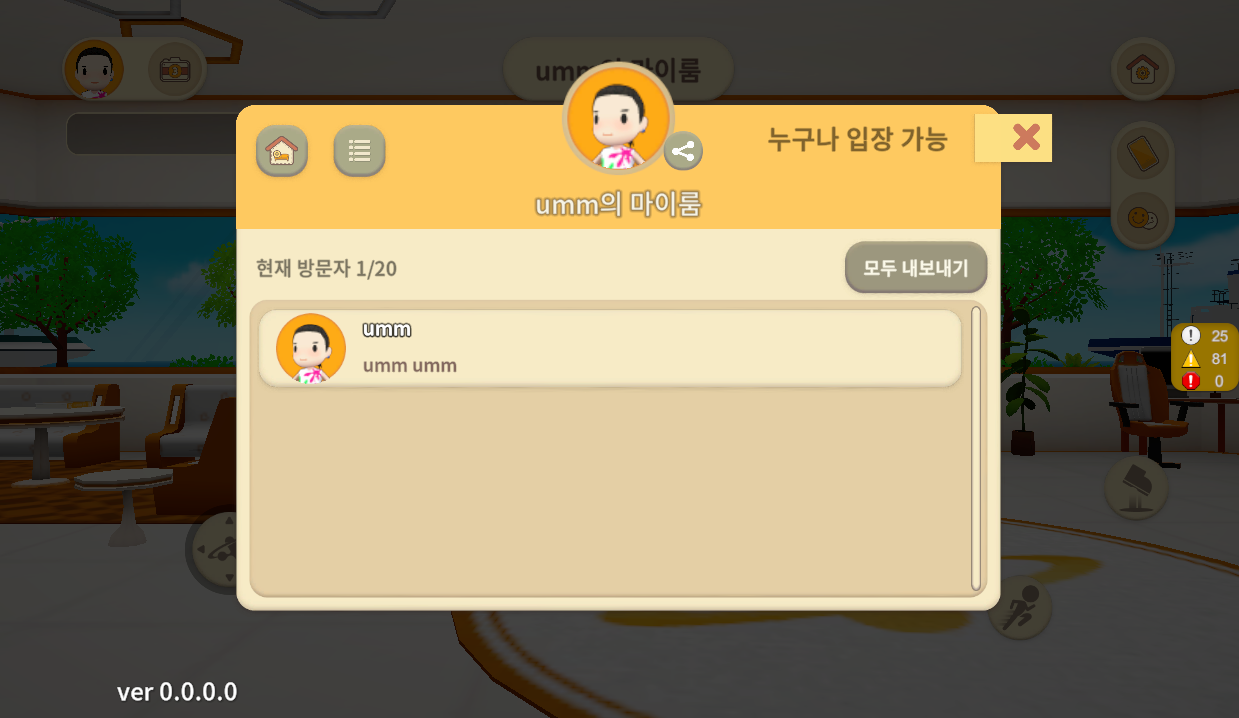 umm의 마이룸
누구나 입장 가능
umm의 마이룸
현재 방문자 1/20
모두 내보내기
umm
umm umm
25
81
0
ver 0.0.0.0